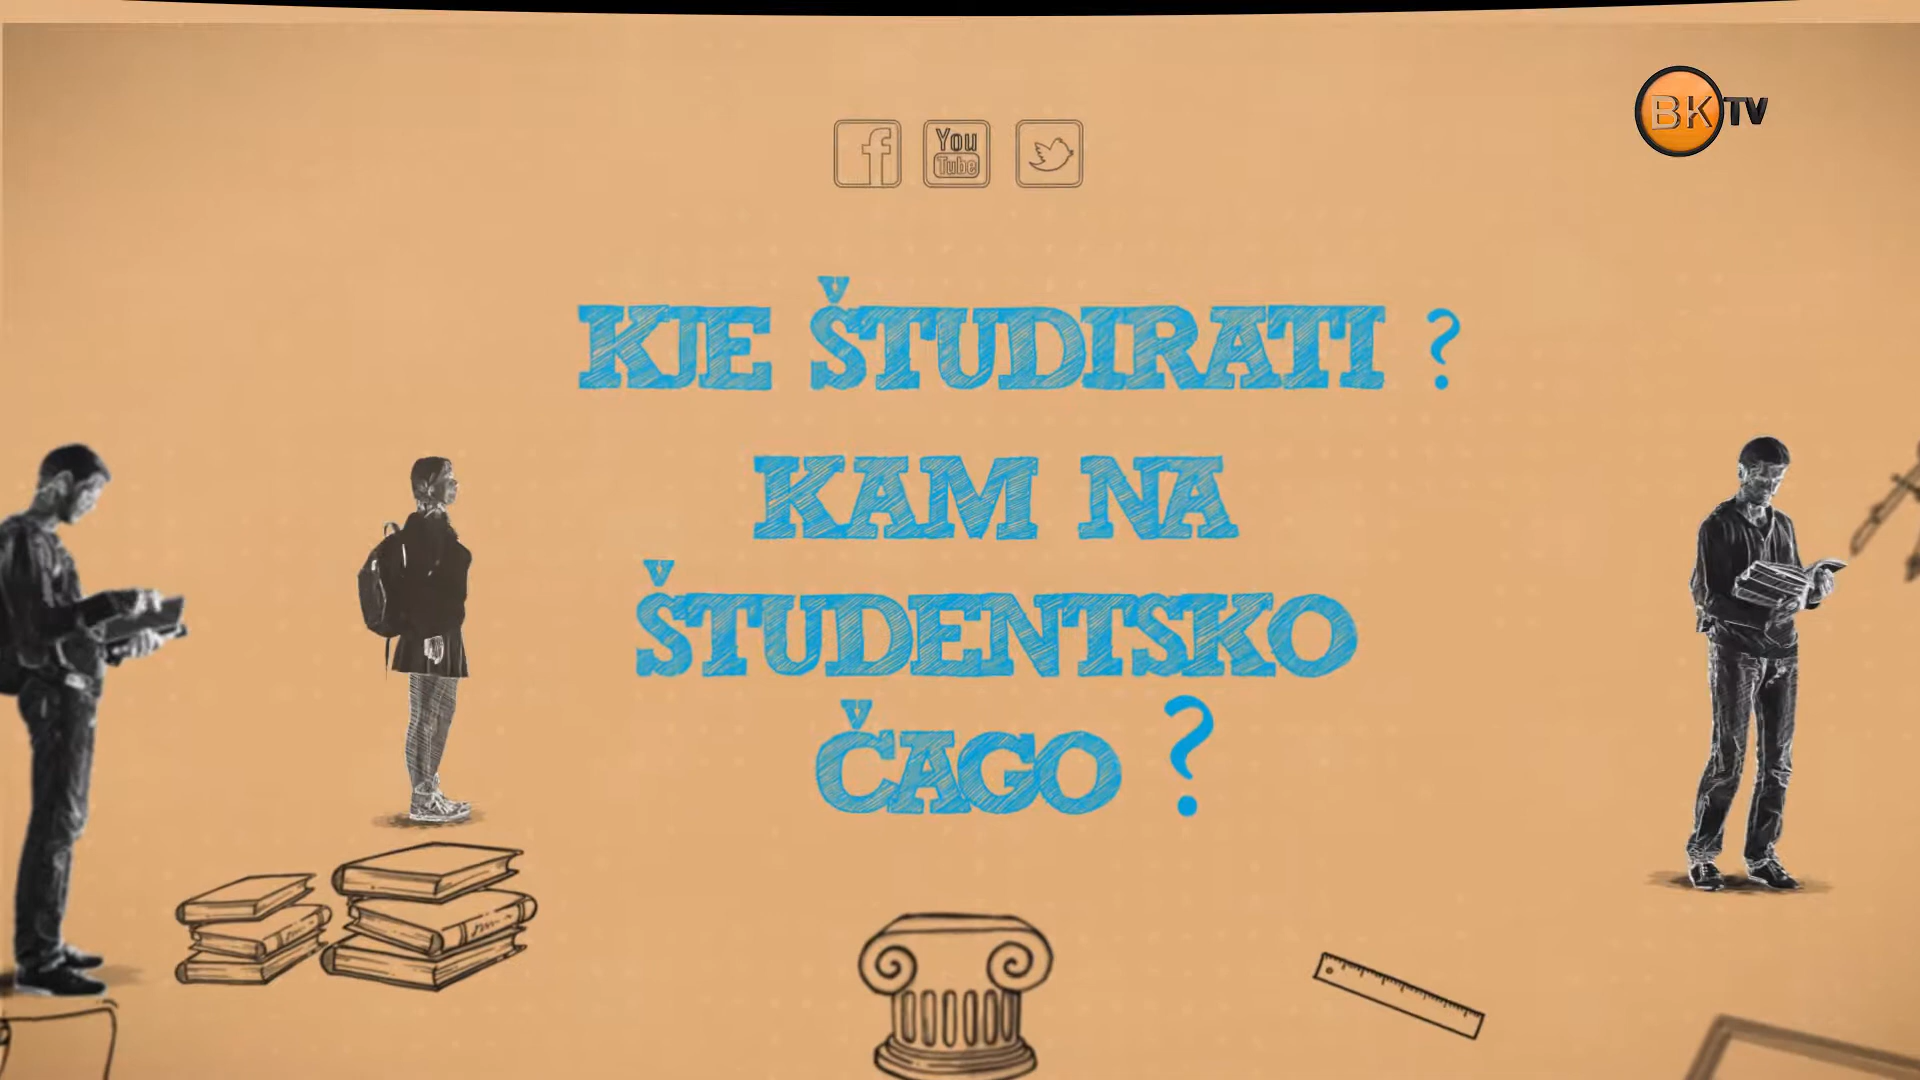 BK TV
f
You
Tube
KJE ŠTUDIRATI ?
KAM NA
ŠTUDENTSKO
ČAGO ?